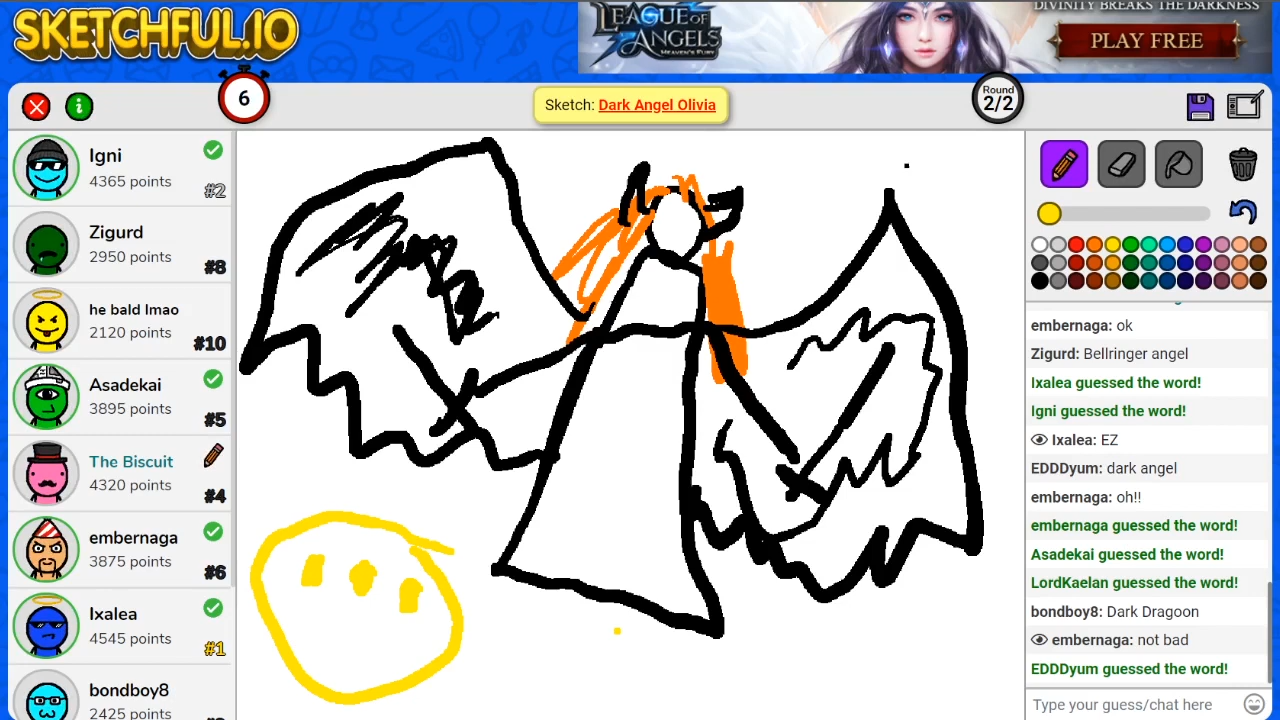 SKETCHFUL.IO
LEAGUE OF
ANGELS
HEAVEN'S FURY
DIVINITY BREAKS THE DARKNESS
PLAY FREE
6
Sketch: Dark Angel Olivia
Round
2/2
Igni
4365 points
#2
Zigurd
2950 points
#8
he bald lmao
2120 points
#10
Asadekai
3895 points
#5
The Biscuit
4320 points
#4
embernaga
3875 points
#6
Ixalea
4545 points
#1
bondboy8
2425 points
embernaga: ok
Zigurd: Bellringer angel
Ixalea guessed the word!
Igni guessed the word!
Ixalea: EZ
EDDDyum: dark angel
embernaga: oh!!
embernaga guessed the word!
Asadekai guessed the word!
LordKaelan guessed the word!
bondboy8: Dark Dragoon
embernaga: not bad
EDDDyum guessed the word!
Type your guess/chat here